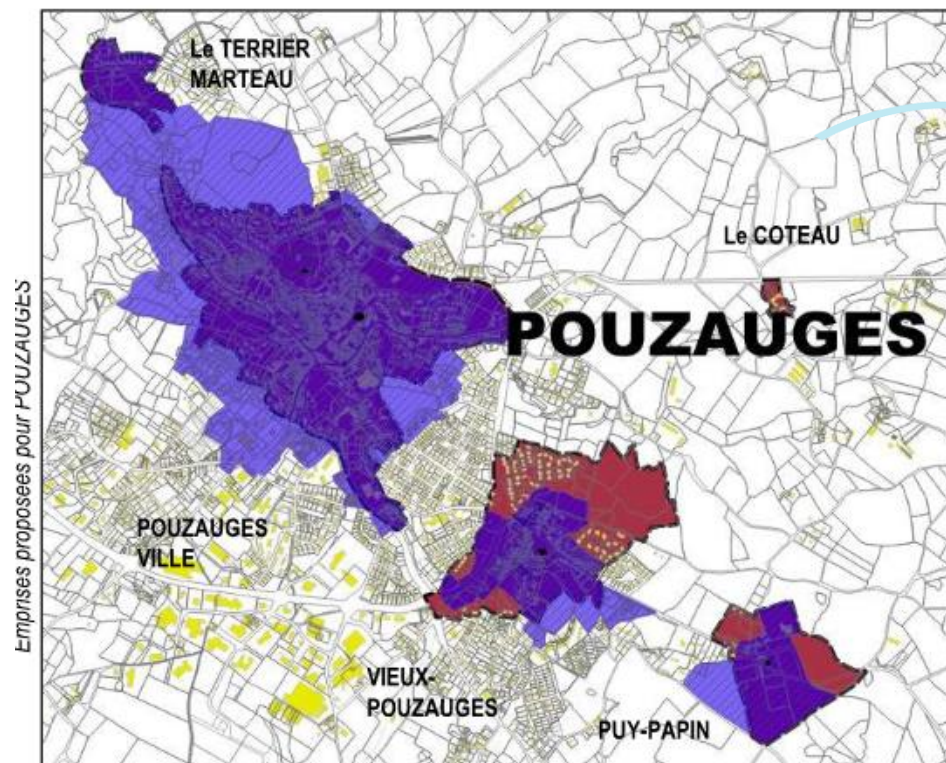 Le TERRIER
MARTEAU
Le COTEAU
POUZAUGES
Emprises proposées pour POUZAUGES
POUZAUGES
VILLE
VIEUX-
POUZAUGES
PUY-PAPIN